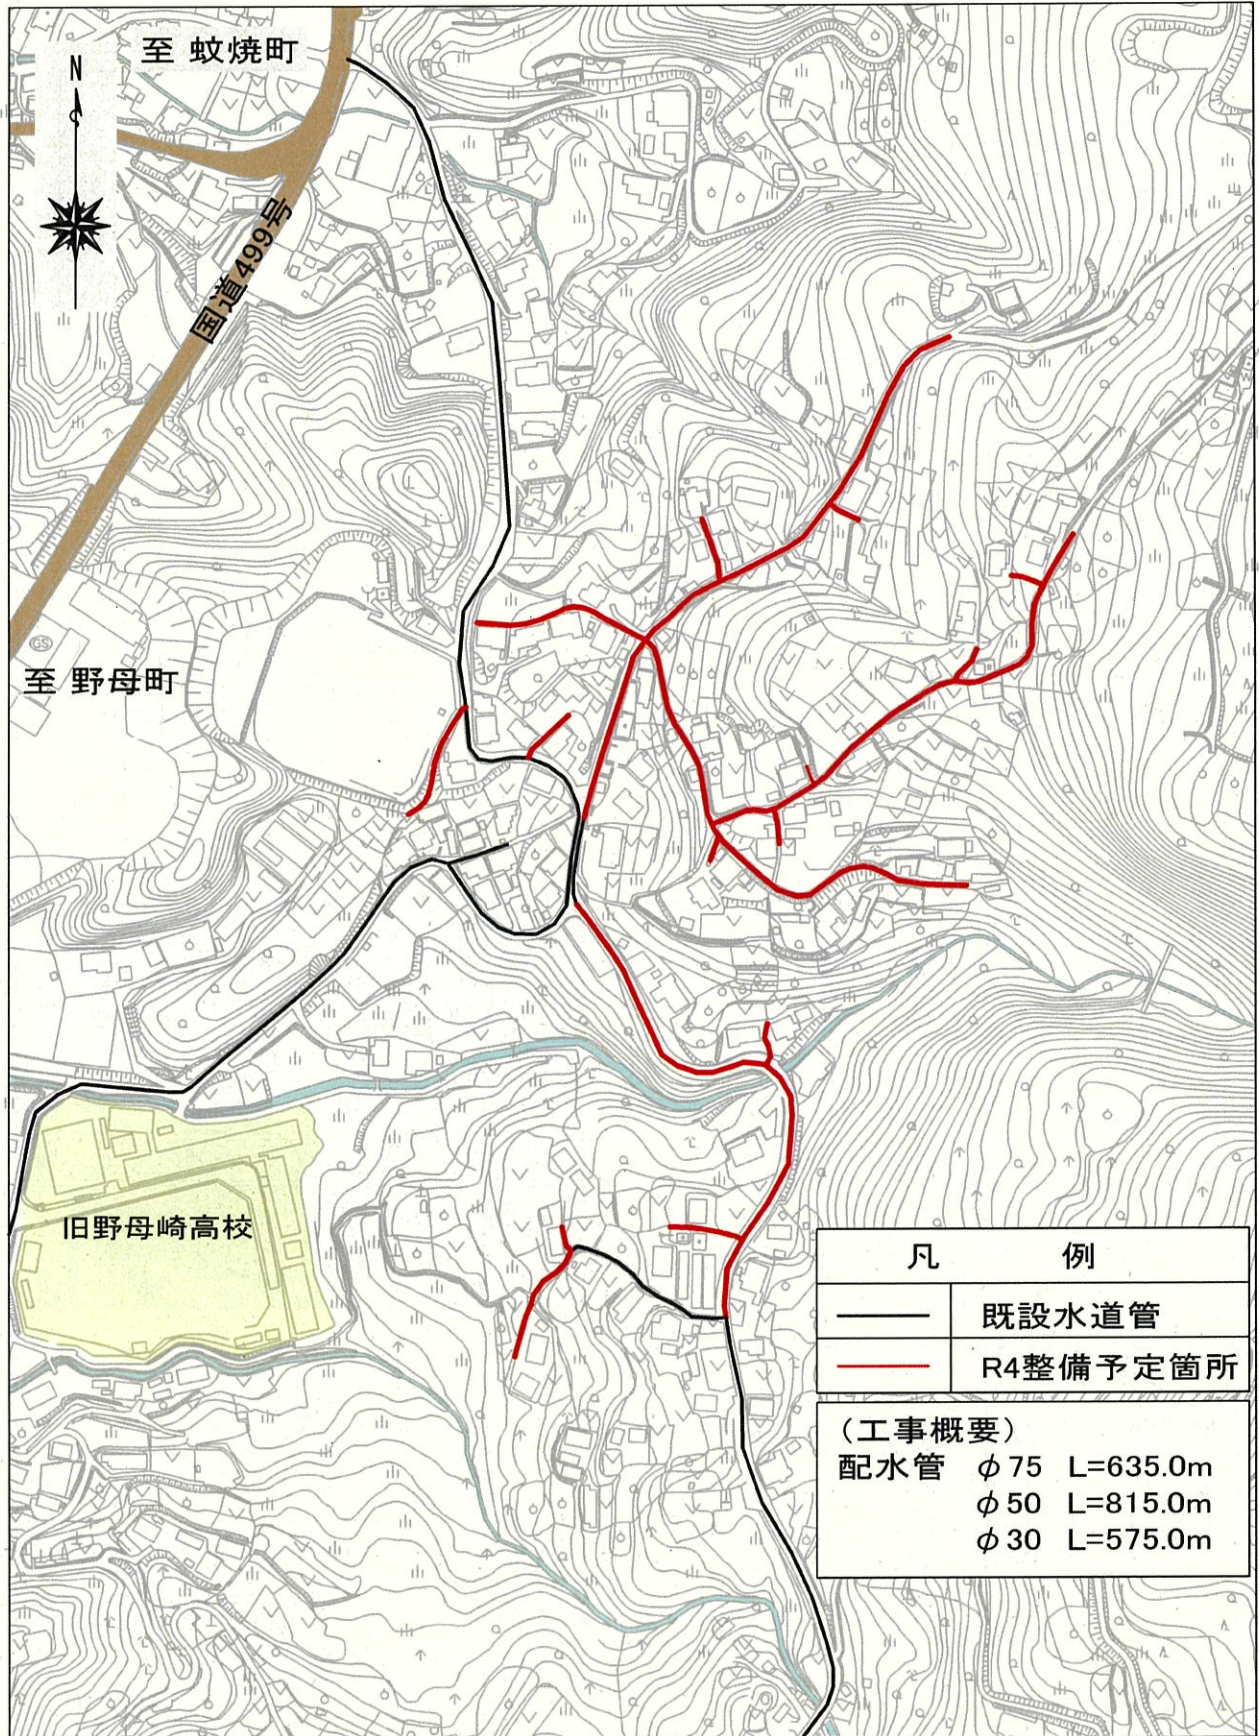 至 蚊焼町
N
国道499号
GS
至 野母町
旧野母崎高校
凡 例
既設水道管
R4整備予定箇所
(工事概要)
配水管 φ75 L=635.0m
φ50 L=815.0m
φ30 L=575.0m